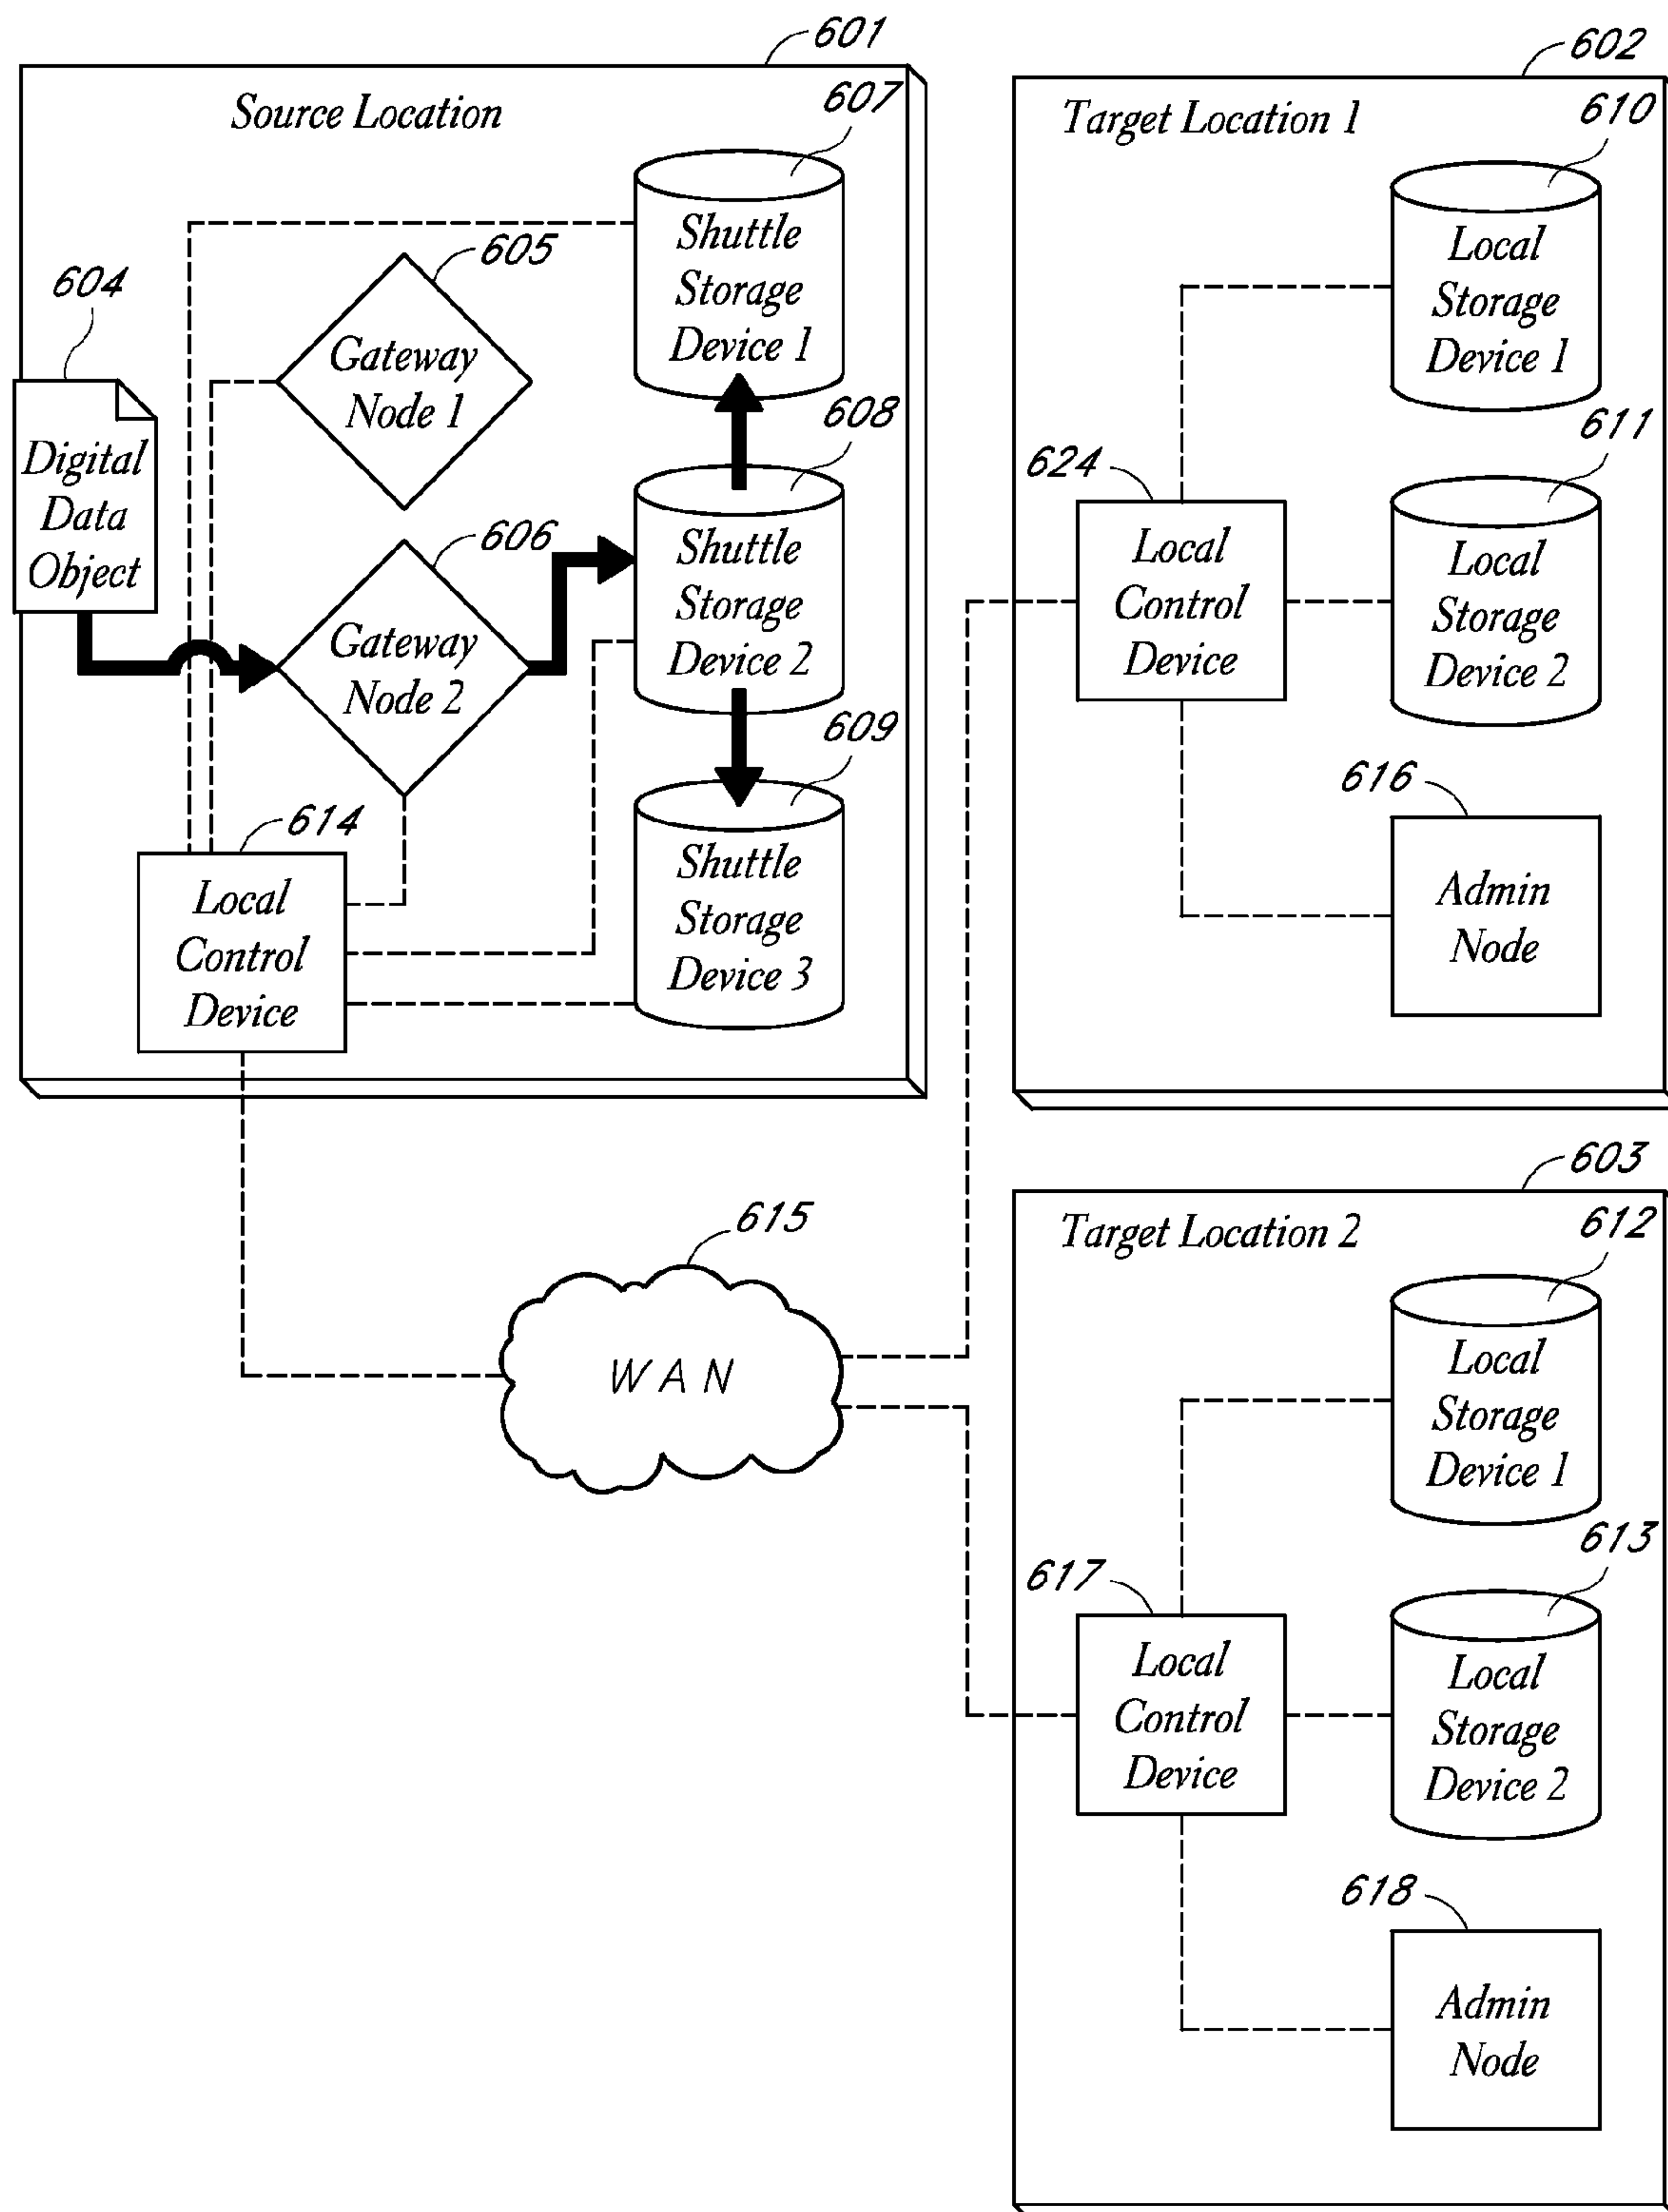 601
Source Location
607
Shuttle
Storage
Device 1
605
Gateway
Node 1
604
Digital
Data
Object
608
Shuttle
Storage
Device 2
606
Gateway
Node 2
609
Shuttle
Storage
Device 3
614
Local
Control
Device
602
Target Location 1
610
Local
Storage
Device 1
611
Local
Storage
Device 2
624
Local
Control
Device
616
Admin
Node
615
WAN
603
Target Location 2
612
Local
Storage
Device 1
613
Local
Storage
Device 2
617
Local
Control
Device
618
Admin
Node